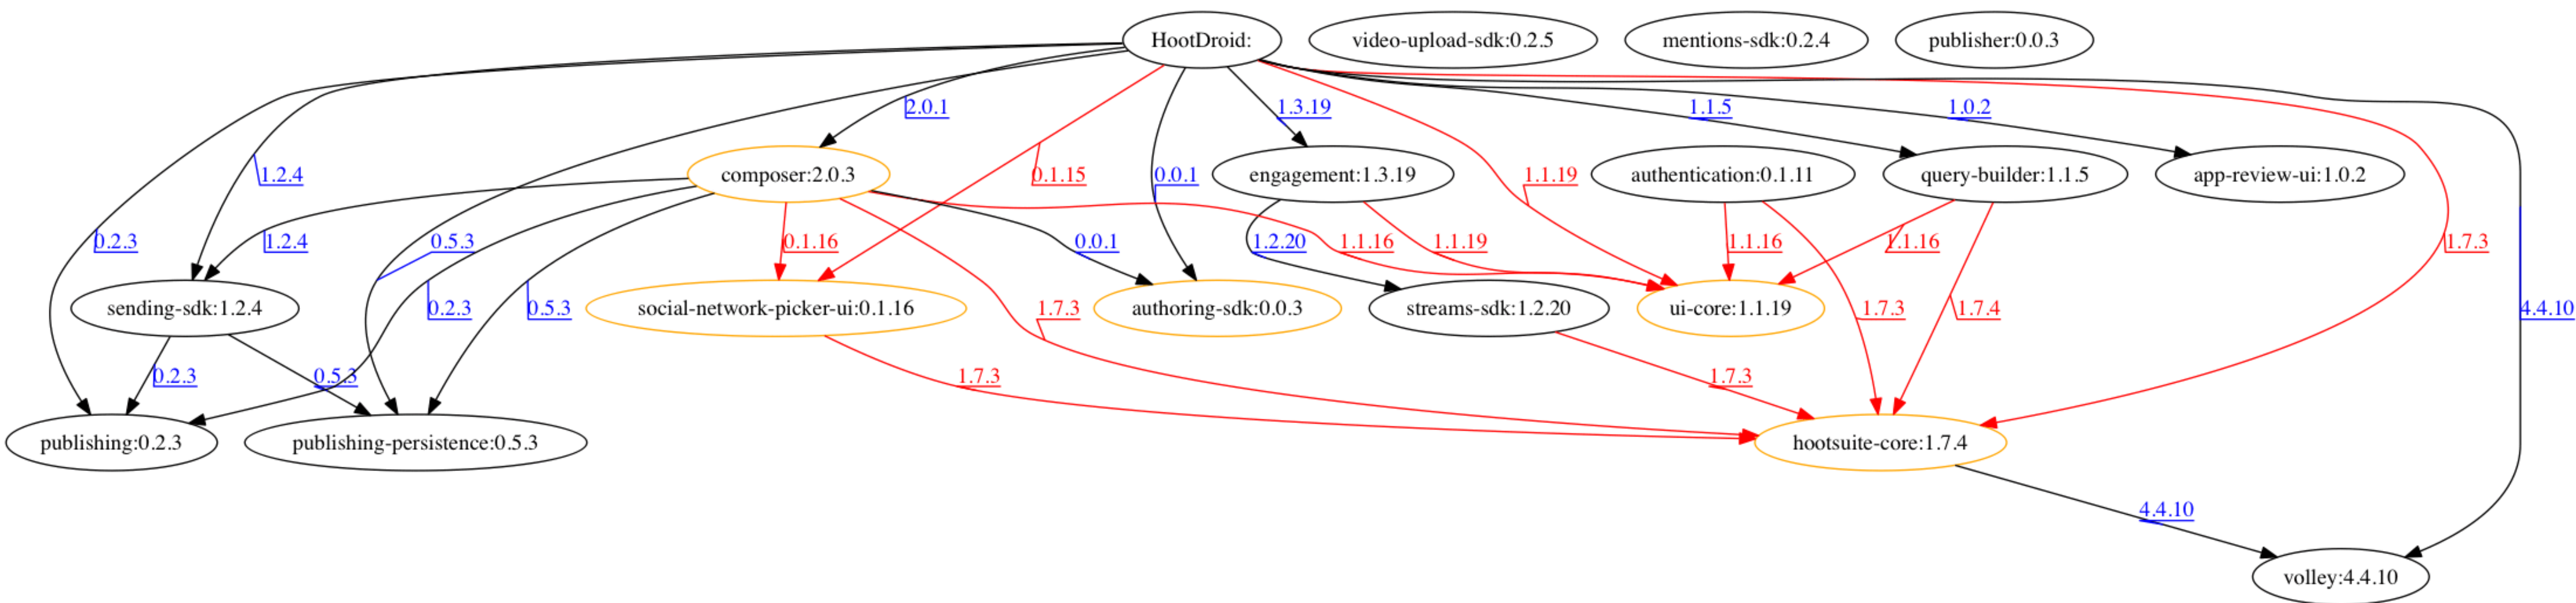 HootDroid:
video-upload-sdk:0.2.5
mentions-sdk:0.2.4
publisher:0.0.3
2.0.1
1.3.19
1.1.5
1.0.2
1.2.4
composer:2.0.3
0.1.15
0.0.1
engagement:1.3.19
1.1.19
authentication:0.1.11
query-builder:1.1.5
app-review-ui:1.0.2
0.2.3
1.2.4
0.5.3
0.1.16
0.0.1
1.2.20
1.1.16
1.1.19
1.1.16
1.1.16
1.7.3
sending-sdk:1.2.4
0.2.3
0.5.3
social-network-picker-ui:0.1.16
1.7.3
authoring-sdk:0.0.3
streams-sdk:1.2.20
ui-core:1.1.19
1.7.3
1.7.4
4.4.10
0.2.3
0.5.3
1.7.3
1.7.3
publishing:0.2.3
publishing-persistence:0.5.3
hootsuite-core:1.7.4
4.4.10
volley:4.4.10